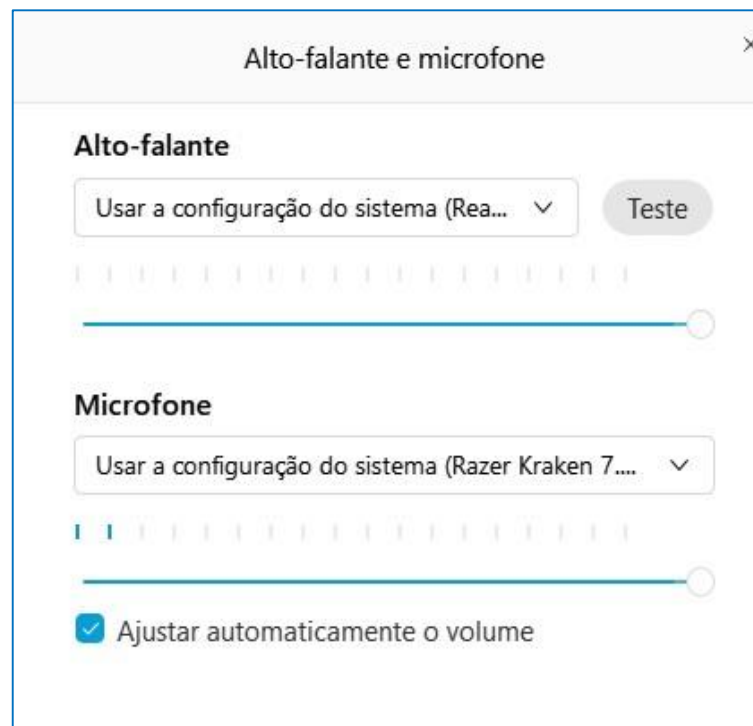 Alto-falante e microfone
Alto-falante
Usar a configuração do sistema (Rea...
Teste
Microfone
Usar a configuração do sistema (Razer Kraken 7....
Ajustar automaticamente o volume